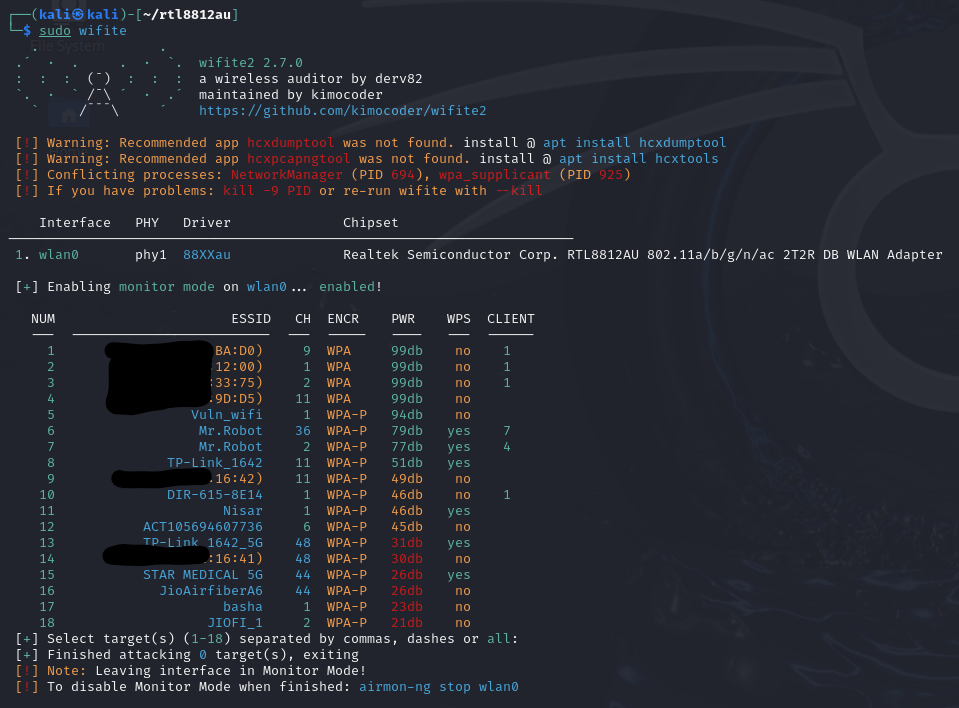 ┌──(kali㉿kali)-[~/rtl8812au]
└─$ sudo wifite
File System
   .               .
 .´  ·  .     .  ·  `.  wifite2 2.7.0
 :  :  :  (¯)  :  :  :  a wireless auditor by derv82
 `.  ·  ` /¯\ ´  ·  .´  maintained by kimocoder
   `     /¯¯¯\     ´    https://github.com/kimocoder/wifite2
[!] Warning: Recommended app hcxdumptool was not found. install @ apt install hcxdumptool
[!] Warning: Recommended app hcxpcapngtool was not found. install @ apt install hcxtools
[!] Conflicting processes: NetworkManager (PID 694), wpa_supplicant (PID 925)
[!] If you have problems: kill -9 PID or re-run wifite with --kill
Interface PHY Driver Chipset
1. wlan0 phy1 88XXau Realtek Semiconductor Corp. RTL8812AU 802.11a/b/g/n/ac 2T2R DB WLAN Adapter
[+] Enabling monitor mode on wlan0... enabled!
NUM ESSID CH ENCR PWR WPS CLIENT
1 BA:D0) 9 WPA 99db no 1
2 12:00) 1 WPA 99db no 1
3 :33:75) 2 WPA 99db no 1
4 :9D:D5) 11 WPA 99db no
5 Vuln_wifi 1 WPA-P 94db no
6 Mr.Robot 36 WPA-P 79db yes 7
7 Mr.Robot 2 WPA-P 77db yes 4
8 TP-Link_1642 11 WPA-P 51db yes
9 :16:42) 11 WPA-P 49db no
10 DIR-615-8E14 1 WPA-P 46db no 1
11 Nisar 1 WPA-P 46db yes
12 ACT105694607736 6 WPA-P 45db no
13 TP-Link_1642_5G 48 WPA-P 31db yes
14 :16:41) 48 WPA-P 30db no
15 STAR MEDICAL 5G 44 WPA-P 26db yes
16 JioAirfiberA6 44 WPA-P 26db no
17 basha 1 WPA-P 23db no
18 JIOFI_1 2 WPA-P 21db no
[+] Select target(s) (1-18) separated by commas, dashes or all:
[+] Finished attacking 0 target(s), exiting
[!] Note: Leaving interface in Monitor Mode!
[!] To disable Monitor Mode when finished: airmon-ng stop wlan0